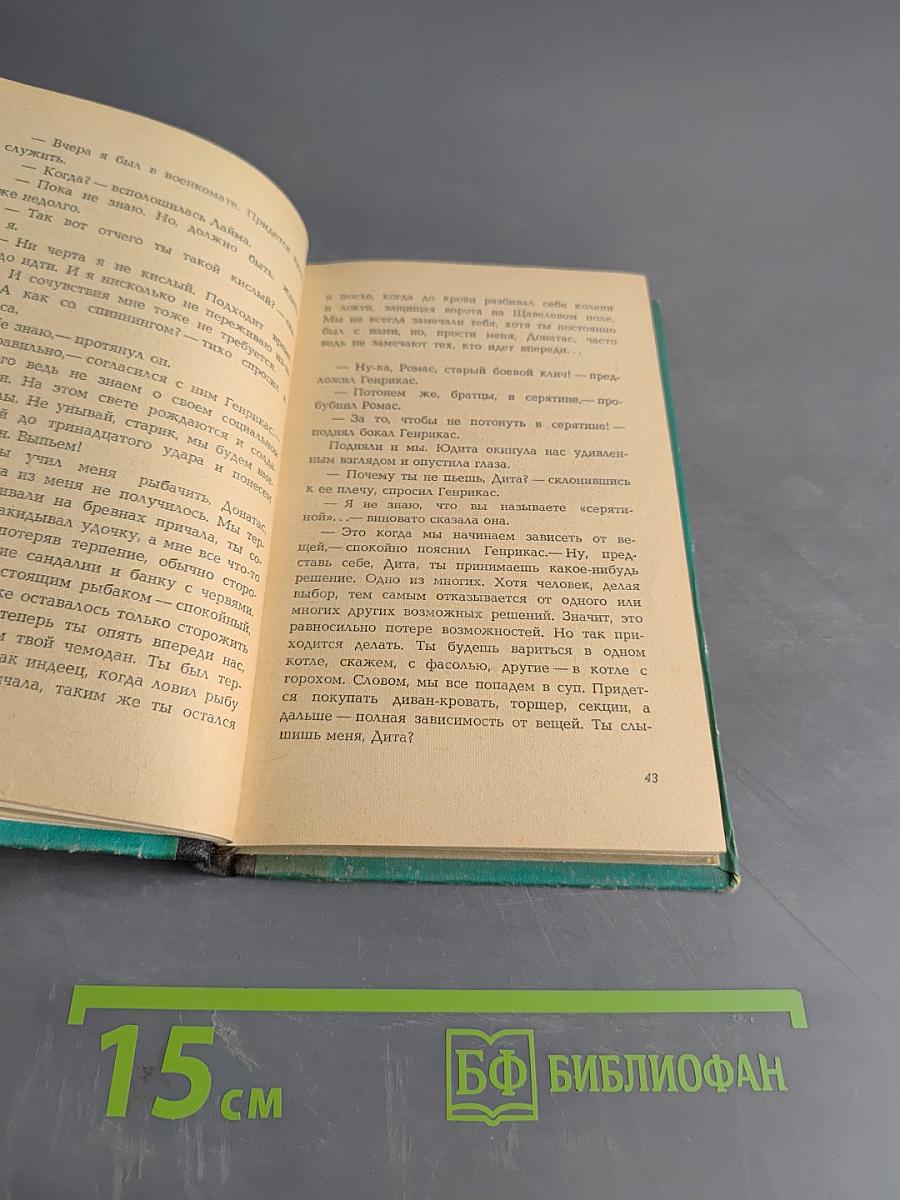 — Вчера я был в военкомате. Придется
служить.
— Когда? — всполошилась Лайма.
— Пока не знаю. Но, должно быть,
же недолго.
— Так вот отчего ты такой кислый?
я.
— Ни черта я не кислый. Подходит время
до идти. И я нисколько не переживаю
И сочувствия мне тоже не требуется.
А как со спиннингом? — тихо спросил
са,
е знаю,— протянул он.
равильно,— согласился с ним Генрикас.—
го ведь не знаем о своем социальном
и. На этом свете рождаются и солда-
ы. Не унывай, старик, мы будем
й до тринадцатого удара и понесем
н. Выпьем!
ы учил меня рыбачить, Донатас
а из меня не получилось. Мы тер-
ивали на бревнах причала, ты со-
акидывал удочку, а мне все что-то
потеряв терпение, обычно сторо-
ие сандалии и банку с червями.
стоящим рыбаком — спокойный,
ке оставалось только сторожить
теперь ты опять впереди нас,
м твой чемодан. Ты был тер-
ак индеец, когда ловил рыбу
чала, таким же ты остался
и после, когда до крови разбивал себе колени
и локти, защищая ворота на Щавелевом поле.
Мы не всегда замечали тебя, хотя ты постоянно
был с нами, но, прости меня, Донатас, часто
ведь не замечают тех, кто идет впереди...
— Ну-ка, Ромас, старый боевой клич! — пред-
ложил Генрикас.
— Потонем же, братцы, в серятине,— про-
бубнил Ромас.
— За то, чтобы не потонуть в серятине! —
поднял бокал Генрикас.
Подняли и мы. Юдита окинула нас удивлен-
ным взглядом и опустила глаза.
— Почему ты не пьешь, Дита? — склонившись
к ее плечу, спросил Генрикас.
— Я не знаю, что вы называете «серяти-
ной»...— виновато сказала она.
— Это когда мы начинаем зависеть от ве-
щей,— спокойно пояснил Генрикас.— Ну, пред-
ставь себе, Дита, ты принимаешь какое-нибудь
решение. Одно из многих. Хотя человек, делая
выбор, тем самым отказывается от одного или
многих других возможных решений. Значит, это
равносильно потере возможностей. Но так при-
ходится делать. Ты будешь вариться в одном
котле, скажем, с фасолью, другие — в котле с
горохом. Словом, мы все попадем в суп. Придет-
ся покупать диван-кровать, торшер, секции, а
дальше — полная зависимость от вещей. Ты слы-
шишь меня, Дита?
43
15 см
БФ БИБЛИОФАН